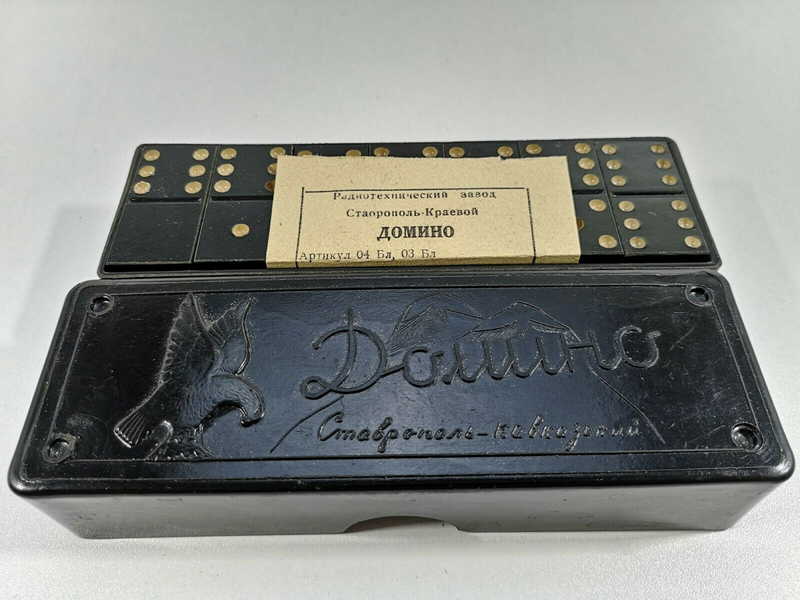 Радиотехнический завод
Ставрополь-Краевой
ДОМИНО
Артикул 04 Бл, 03 Бл
Домино
Ставрополь-кавказский